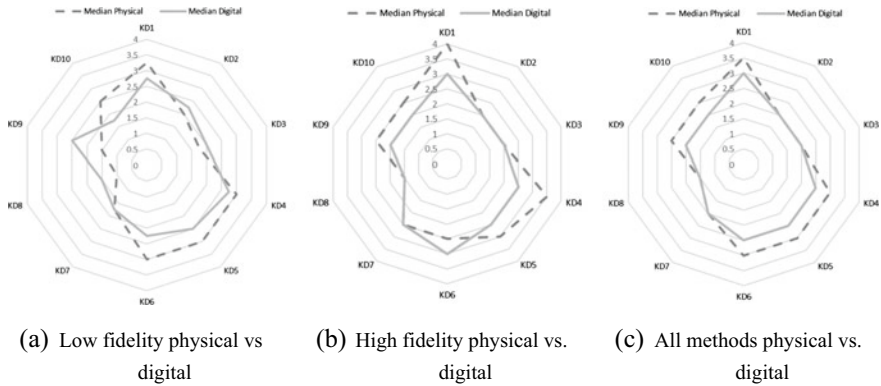 Median Physical Median Digital
KD1
KD2
KD3
KD4
KD5
KD6
KD7
KD8
KD9
KD10
4
3.5
3
2.5
2
1.5
1
0.5
0
(a) Low fidelity physical vs
digital
Median Physical Median Digital
KD1
KD2
KD3
KD4
KD5
KD6
KD7
KD8
KD9
KD10
4
3.5
3
2.5
2
1.5
1
0.5
0
(b) High fidelity physical vs.
digital
Median Physical Median Digital
KD1
KD2
KD3
KD4
KD5
KD6
KD7
KD8
KD9
KD10
4
3.5
3
2.5
2
1.5
1
0.5
0
(c) All methods physical vs.
digital